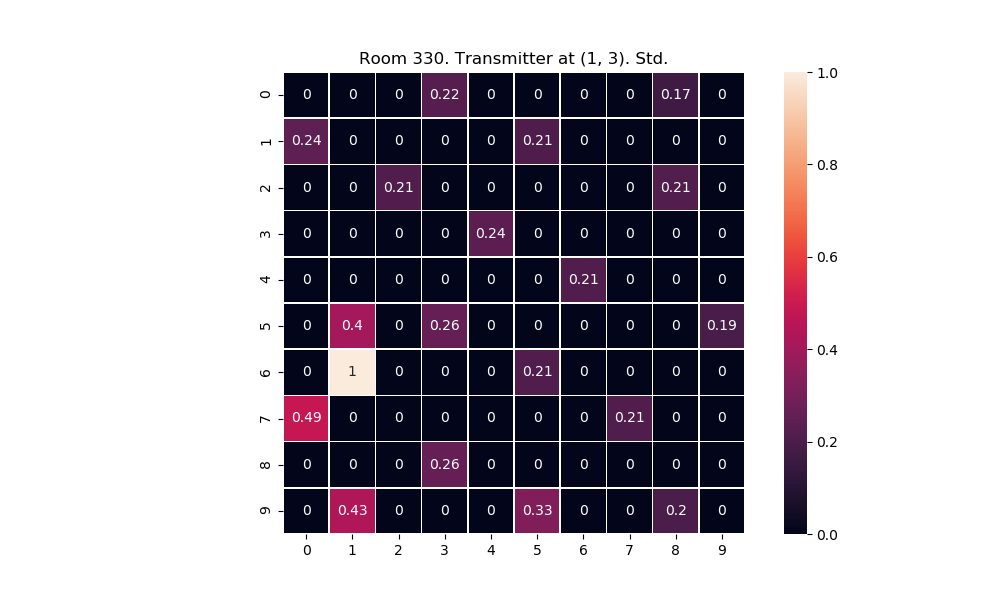 Room 330. Transmitter at (1, 3). Std.
0 0 0 0 0.22 0 0 0 0 0.17 0
1 0.24 0 0 0 0 0.21 0 0 0 0
2 0 0 0.21 0 0 0 0 0 0.21 0
3 0 0 0 0 0.24 0 0 0 0 0
4 0 0 0 0 0 0 0.21 0 0 0
5 0 0.4 0 0.26 0 0 0 0 0 0.19
6 0 1 0 0 0 0.21 0 0 0 0
7 0.49 0 0 0 0 0 0 0.21 0 0
8 0 0 0 0.26 0 0 0 0 0 0
9 0 0.43 0 0 0 0.33 0 0 0.2 0
0 1 2 3 4 5 6 7 8 9
1.0
0.8
0.6
0.4
0.2
0.0